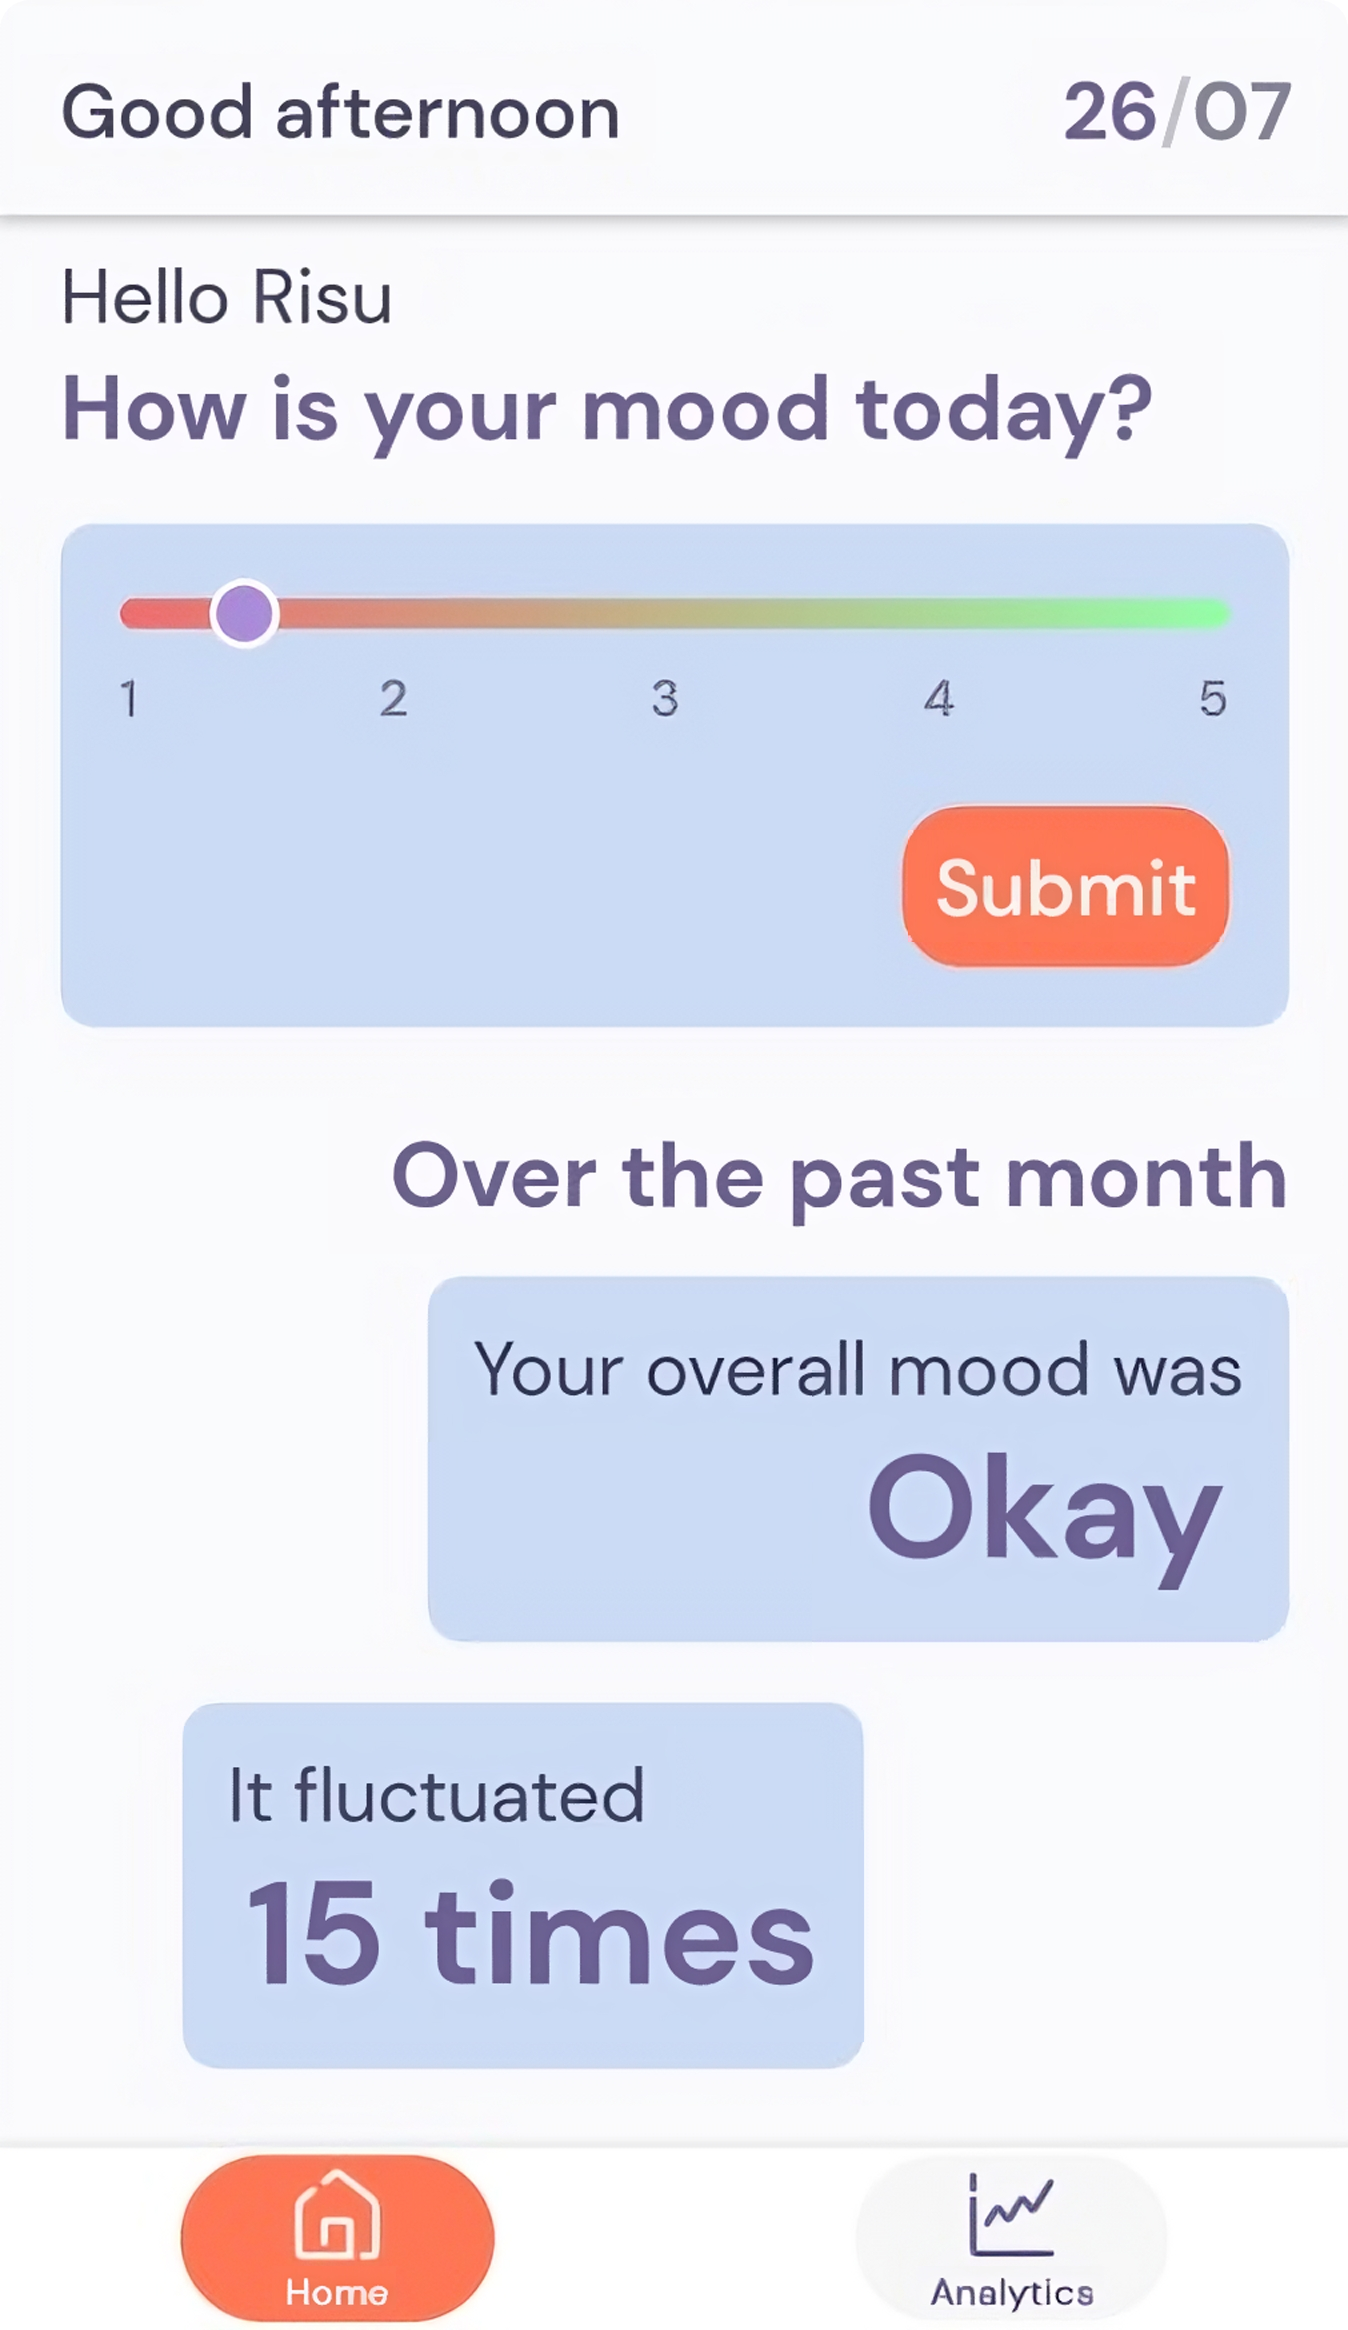 Good afternoon 26/07
Hello Risu
How is your mood today?
1 2 3 4 5
Submit
Over the past month
Your overall mood was
Okay
It fluctuated
15 times
Home Analytics